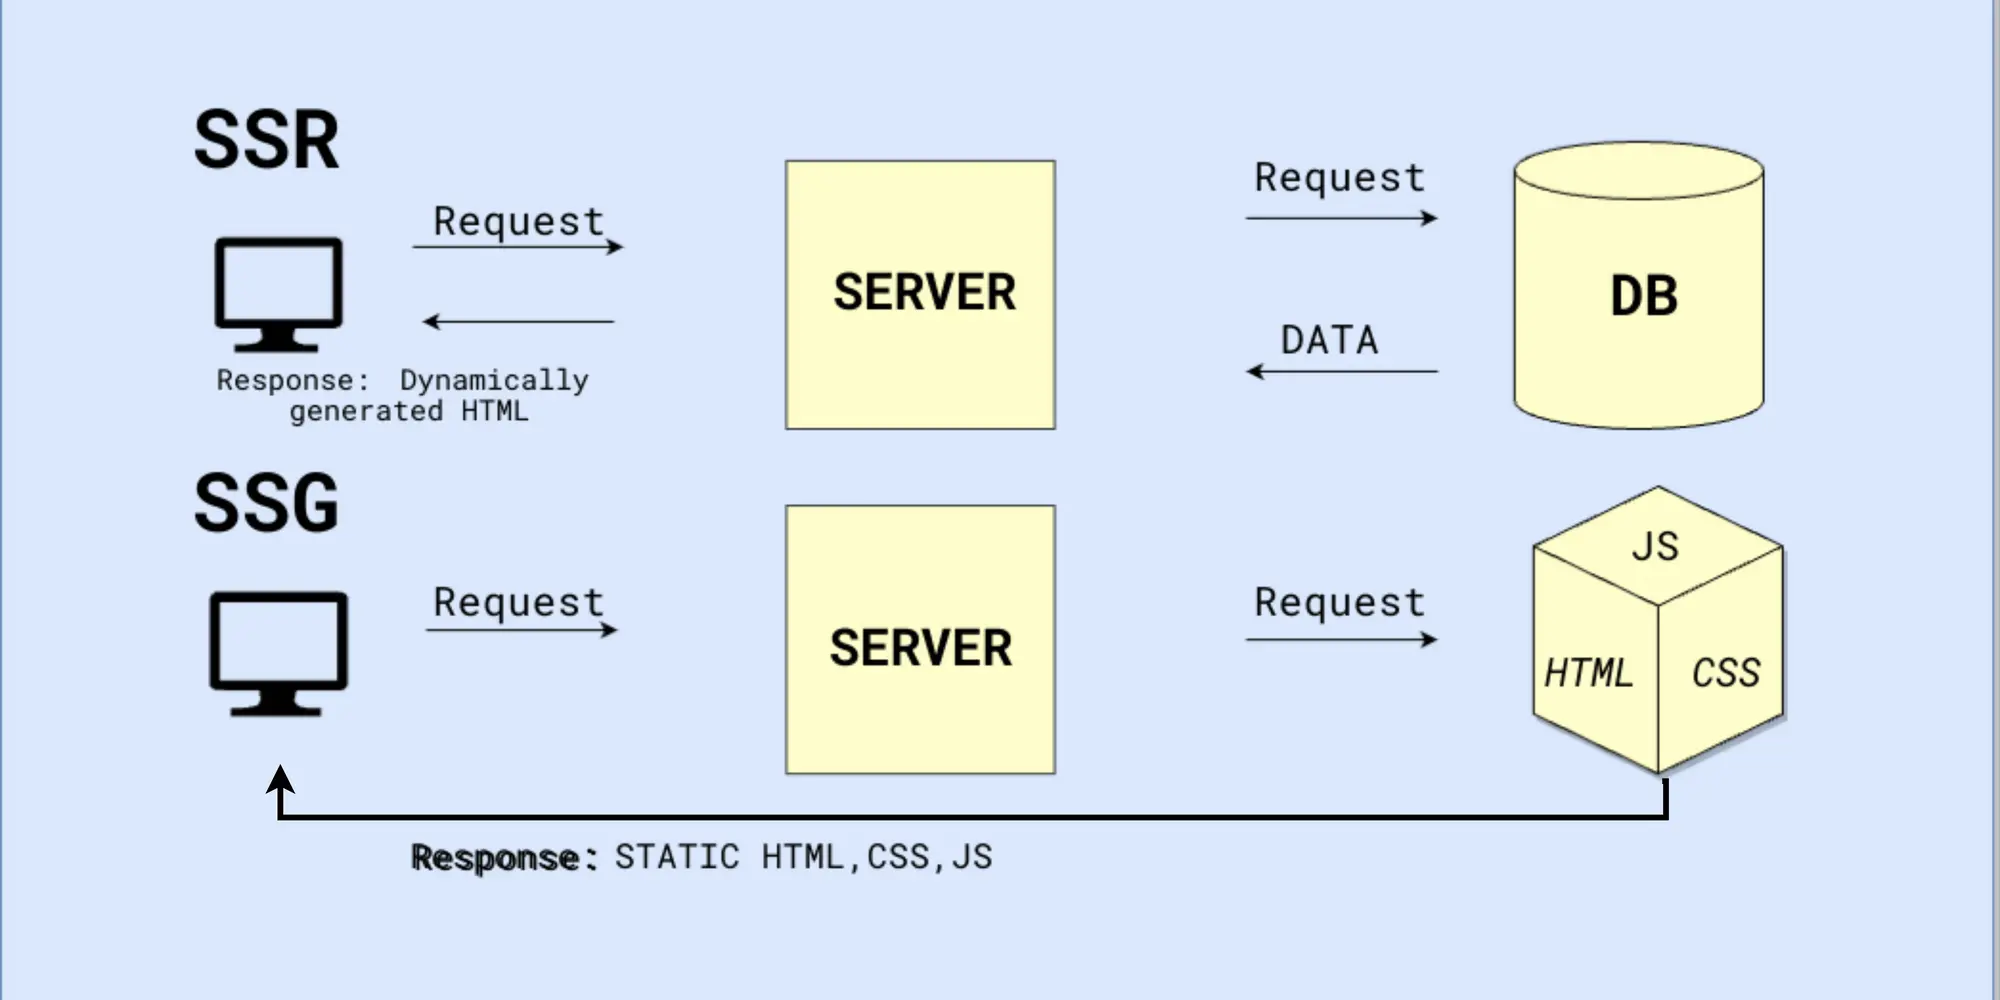 SSR
Request
Response: Dynamically
generated HTML
SERVER
Request
DATA
DB
SSG
Request
SERVER
Request
JS
HTML
CSS
Response: STATIC HTML,CSS,JS